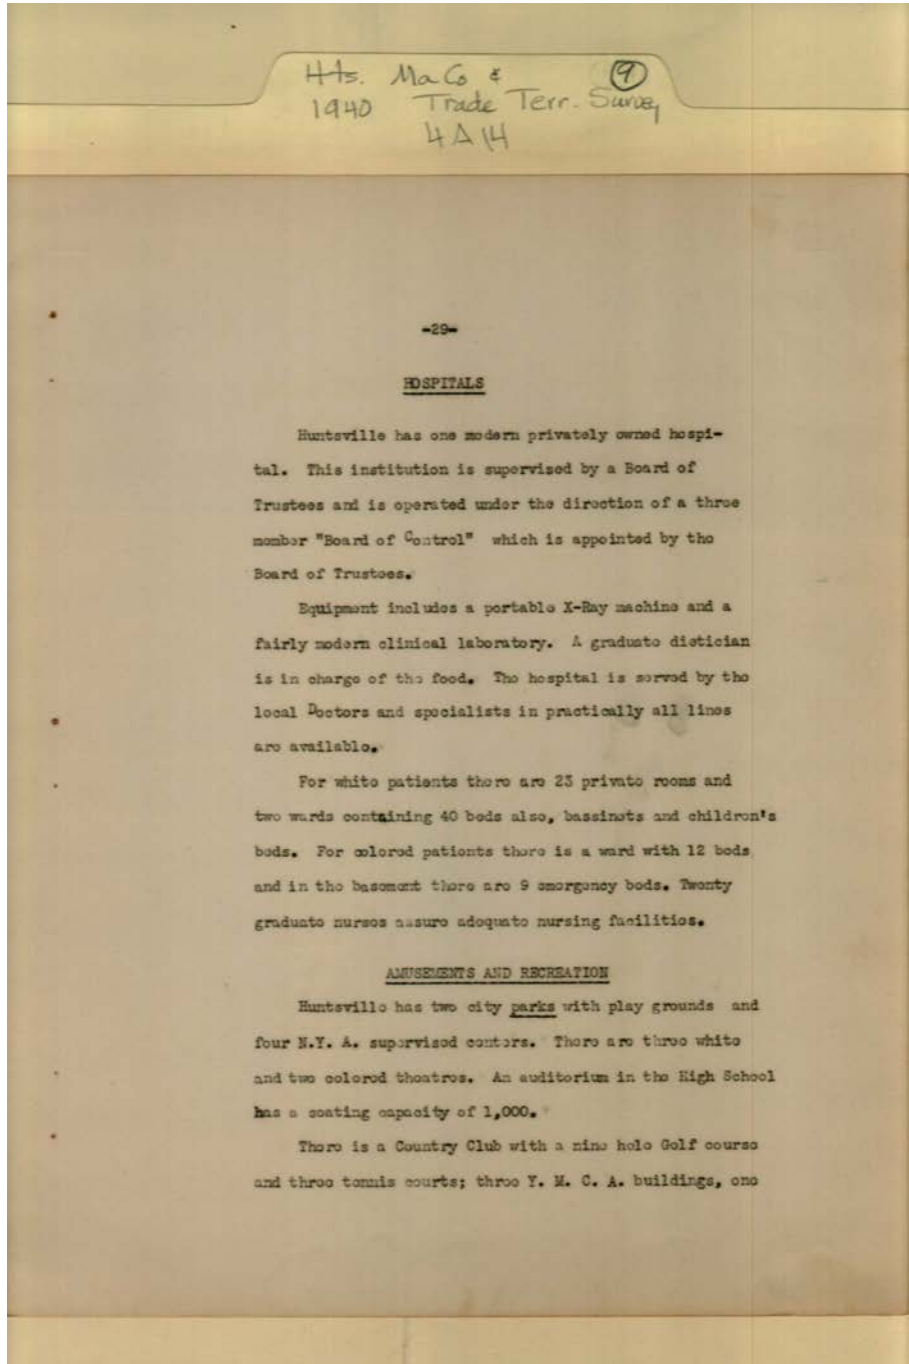 Hts. Ma Co & 9
1940 Trade Terr. Survey
4A14
-29-
HOSPITALS
Huntsville has one modern privately owned hospi-
tal. This institution is supervised by a Board of
Trustees and is operated under the direction of a three
member "Board of Control" which is appointed by the
Board of Trustees.
Equipment includes a portable X-Ray machine and a
fairly modern clinical laboratory. A graduate dietician
is in charge of the food. The hospital is served by the
local Doctors and specialists in practically all lines
are available.
For white patients there are 23 private rooms and
two wards containing 40 beds also, bassinets and children's
beds. For colored patients there is a ward with 12 beds
and in the basement there are 9 emergency beds. Twenty
graduate nurses assure adequate nursing facilities.
AMUSEMENTS AND RECREATION
Huntsville has two city parks with play grounds and
four N.Y. A. supervised centers. There are three white
and two colored theatres. An auditorium in the High School
has a seating capacity of 1,000.
There is a Country Club with a nine hole Golf course
and three tennis courts; three Y. M. C. A. buildings, one